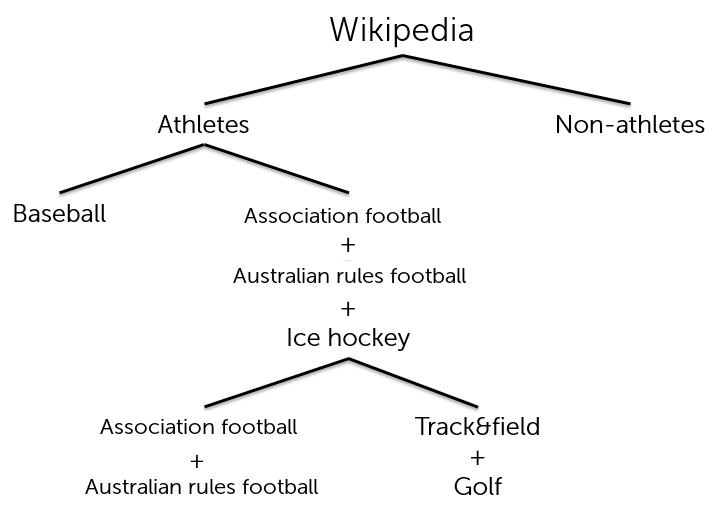 Wikipedia
Athletes
Non-athletes
Baseball
Association football
+
Australian rules football
+
Ice hockey
Association football
+
Australian rules football
Track&field
+
Golf